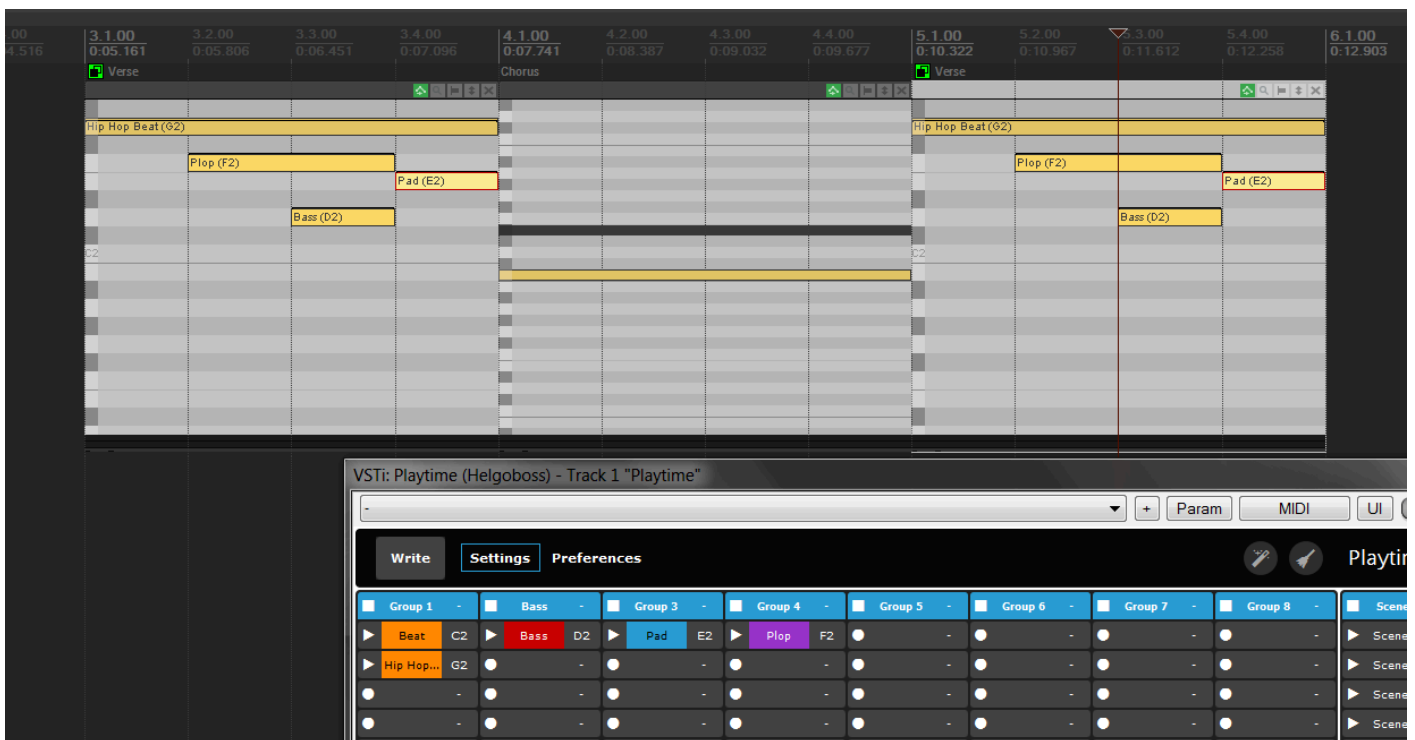 .00 3.1.00 3.2.00 3.3.00 3.4.00 4.1.00 4.2.00 4.3.00 4.4.00 5.1.00 5.2.00 5.3.00 5.4.00 6.1.00
4.516 0:05.161 0:05.806 0:06.451 0:07.096 0:07.741 0:08.387 0:09.032 0:09.677 0:10.322 0:10.967 0:11.612 0:12.258 0:12.903
Verse Chorus Verse
Hip Hop Beat (G2) Hip Hop Beat (G2)
Plop (F2) Plop (F2)
Pad (E2) Pad (E2)
Bass (D2) Bass (D2)
C2 C2
VSTi: Playtime (Helgoboss) - Track 1 "Playtime"
- + Param MIDI UI
Write Settings Preferences Playtim
Group 1 - Bass - Group 3 - Group 4 - Group 5 - Group 6 - Group 7 - Group 8 - Scene
Beat C2 Bass D2 Pad E2 Plop F2 - - - - Scene
Hip Hop... G2 - - - - - - - Scene
- - - - - - - - Scene
- - - - - - - - Scene